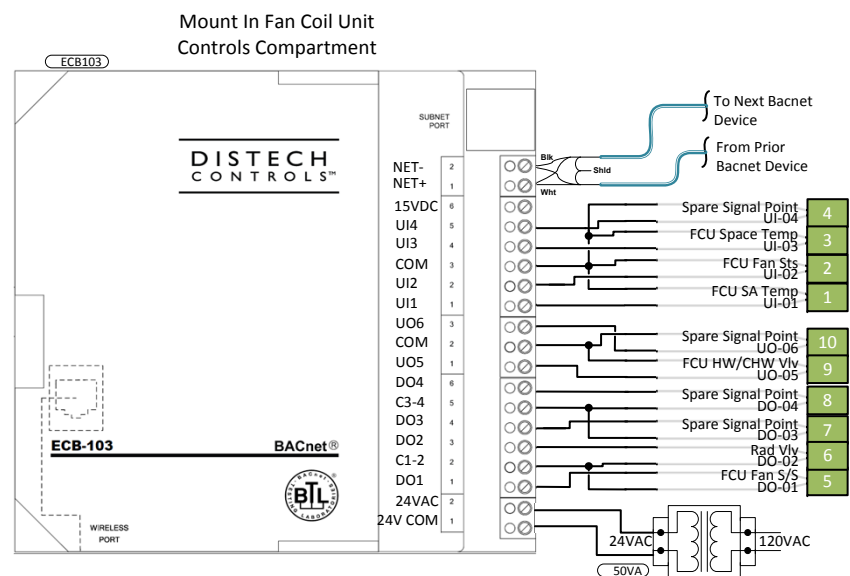 Mount In Fan Coil Unit
Controls Compartment
ECB103
SUBNET
PORT
To Next Bacnet
Device
From Prior
Bacnet Device
Blk
Shld
Wht
DISTECH
CONTROLS™
NET- 2
NET+ 1
15VDC 6
UI4 5
UI3 4
COM 3
UI2 2
UI1 1
UO6 3
COM 2
UO5 1
DO4 6
C3-4 5
DO3 4
DO2 3
C1-2 2
DO1 1
24VAC 2
24V COM 1
Spare Signal Point
UI-04
4
FCU Space Temp
UI-03
3
FCU Fan Sts
UI-02
2
FCU SA Temp
UI-01
1
Spare Signal Point
UO-06
10
FCU HW/CHW Vlv
UO-05
9
Spare Signal Point
DO-04
8
Spare Signal Point
DO-03
7
Rad Vlv
DO-02
6
FCU Fan S/S
DO-01
5
ECB-103 BACnet®
BACnet
TESTING LABORATORIES
BTL
WIRELESS
PORT
24VAC
120VAC
50VA